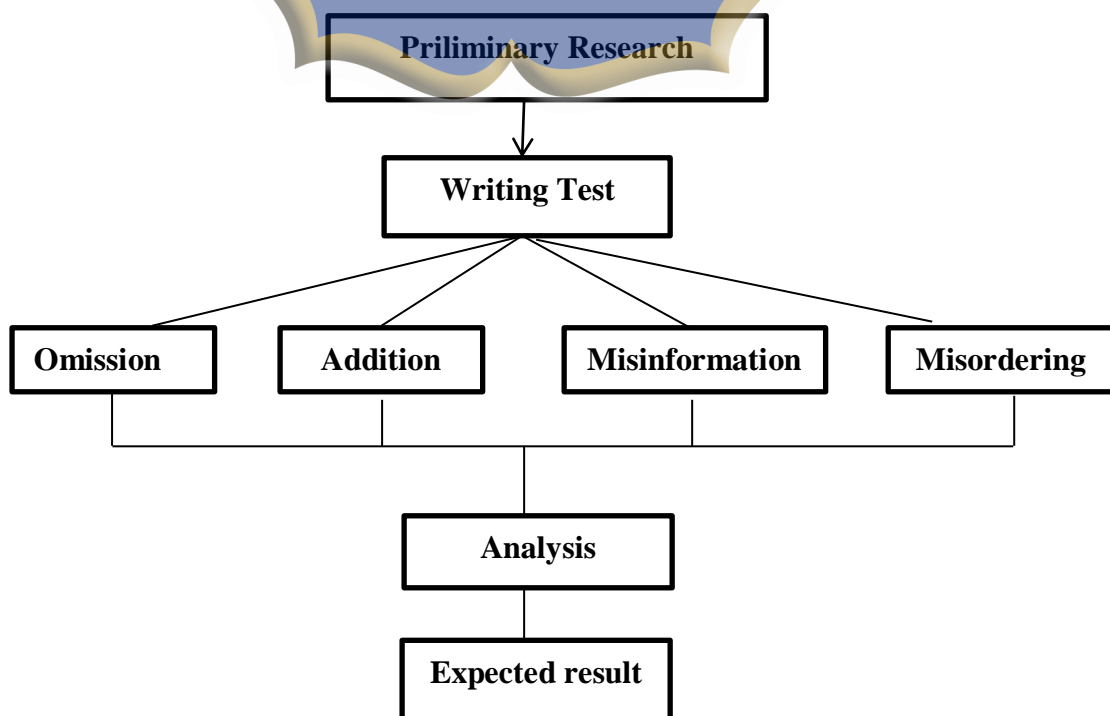 Priliminary Research
Writing Test
Omission
Addition
Misinformation
Misordering
Analysis
Expected result